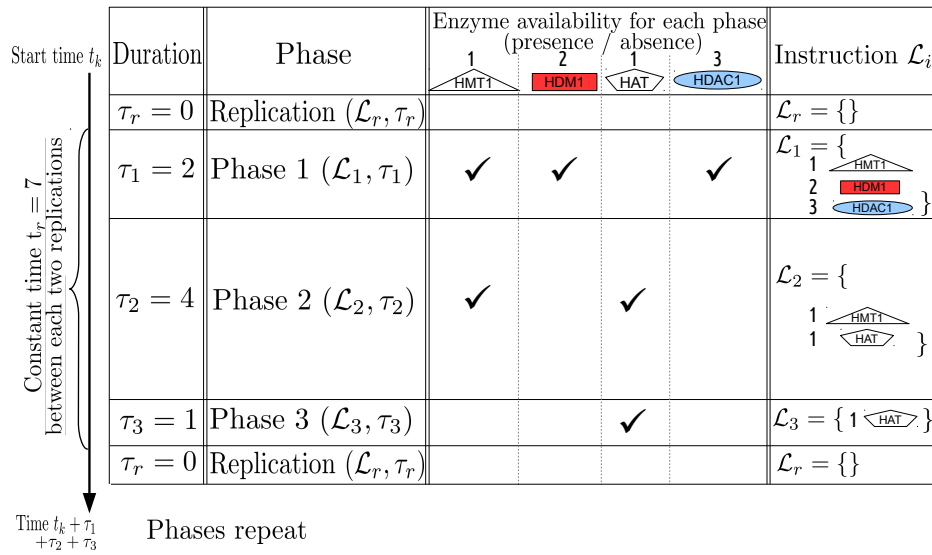 Enzyme availability for each phase
(presence / absence)
Start time t_k
Duration
Phase
1 HMT1
2 HDM1
1 HAT
3 HDAC1
Instruction ℒ_i
τ_r = 0
Replication (ℒ_r, τ_r)
ℒ_r = {}
Constant time t_r = 7
between each two replications
τ_1 = 2
Phase 1 (ℒ_1, τ_1)
✓ ✓ ✓
ℒ_1 = {
1 HMT1
2 HDM1
3 HDAC1 }
τ_2 = 4
Phase 2 (ℒ_2, τ_2)
✓ ✓
ℒ_2 = {
1 HMT1
1 HAT }
τ_3 = 1
Phase 3 (ℒ_3, τ_3)
✓
ℒ_3 = { 1 HAT }
τ_r = 0
Replication (ℒ_r, τ_r)
ℒ_r = {}
Time t_k + τ_1
+τ_2 + τ_3
Phases repeat